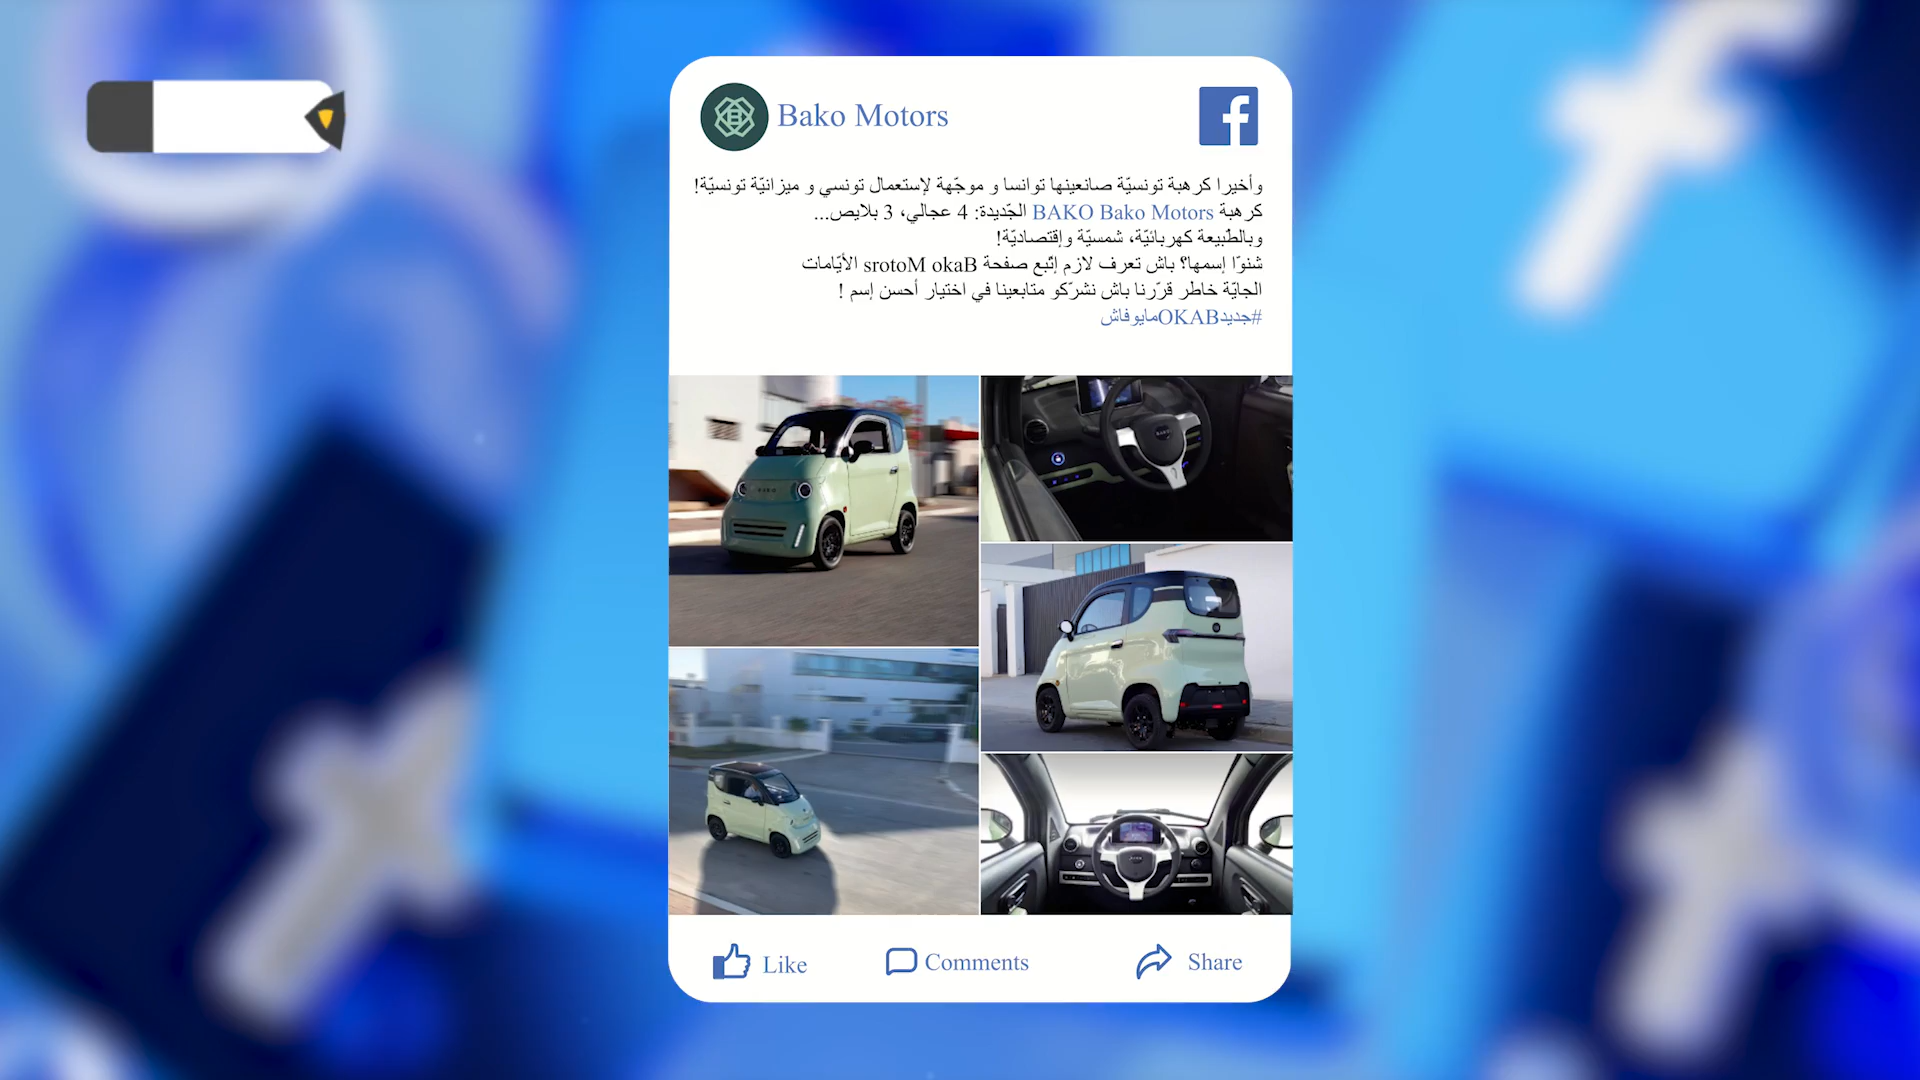 Bako Motors
وأخيرا كرهبة تونسيّة صانعينها توانسا و موجّهة لإستعمال تونسي و ميزانيّة تونسيّة!
كرهبة BAKO Bako Motors الجّديدة: 4 عجالي، 3 بلايص...
وبالطّبيعة كهربائيّة، شمسيّة وإقتصاديّة!
شنوّا إسمها؟ باش تعرف لازم إتّبع صفحة srotoM okaB الأيّامات
الجايّة خاطر قرّرنا باش نشرّكو متابعينا في اختيار أحسن إسم !
#جديدOKABمايوفاش
Like
Comments
Share